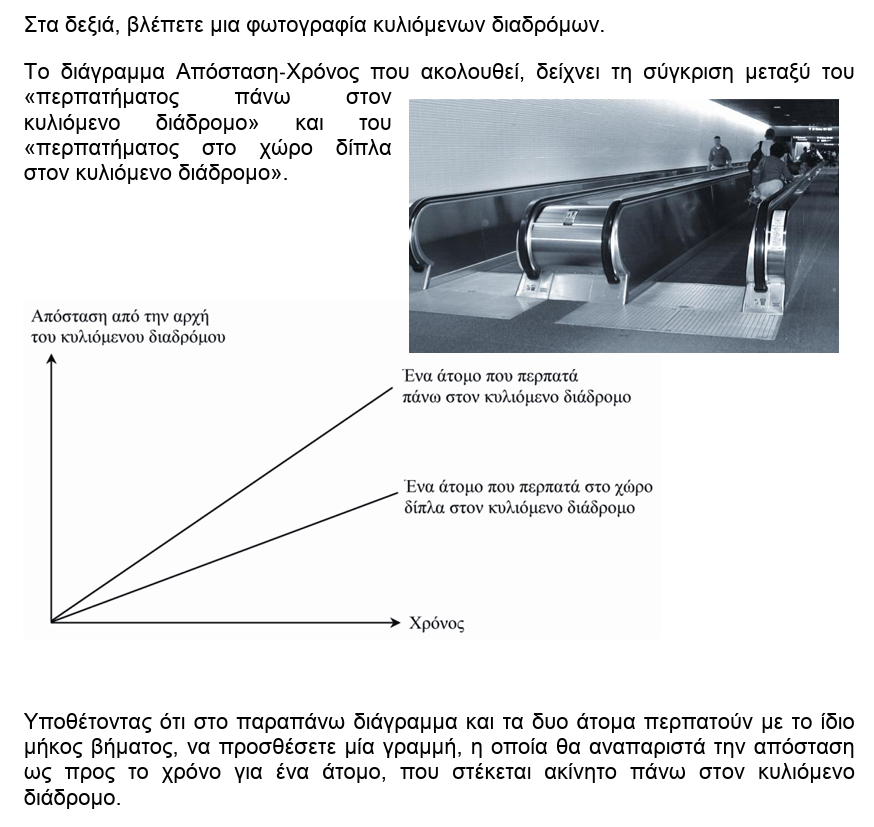 Στα δεξιά, βλέπετε μια φωτογραφία κυλιόμενων διαδρόμων.
Το διάγραμμα Απόσταση-Χρόνος που ακολουθεί, δείχνει τη σύγκριση μεταξύ του
«περπατήματος πάνω στον
κυλιόμενο διάδρομο» και του
«περπατήματος στο χώρο δίπλα
στον κυλιόμενο διάδρομο».
Απόσταση από την αρχή
του κυλιόμενου διαδρόμου
Ένα άτομο που περπατά
πάνω στον κυλιόμενο διάδρομο
Ένα άτομο που περπατά στο χώρο
δίπλα στον κυλιόμενο διάδρομο
Χρόνος
Υποθέτοντας ότι στο παραπάνω διάγραμμα και τα δυο άτομα περπατούν με το ίδιο
μήκος βήματος, να προσθέσετε μία γραμμή, η οποία θα αναπαριστά την απόσταση
ως προς το χρόνο για ένα άτομο, που στέκεται ακίνητο πάνω στον κυλιόμενο
διάδρομο.